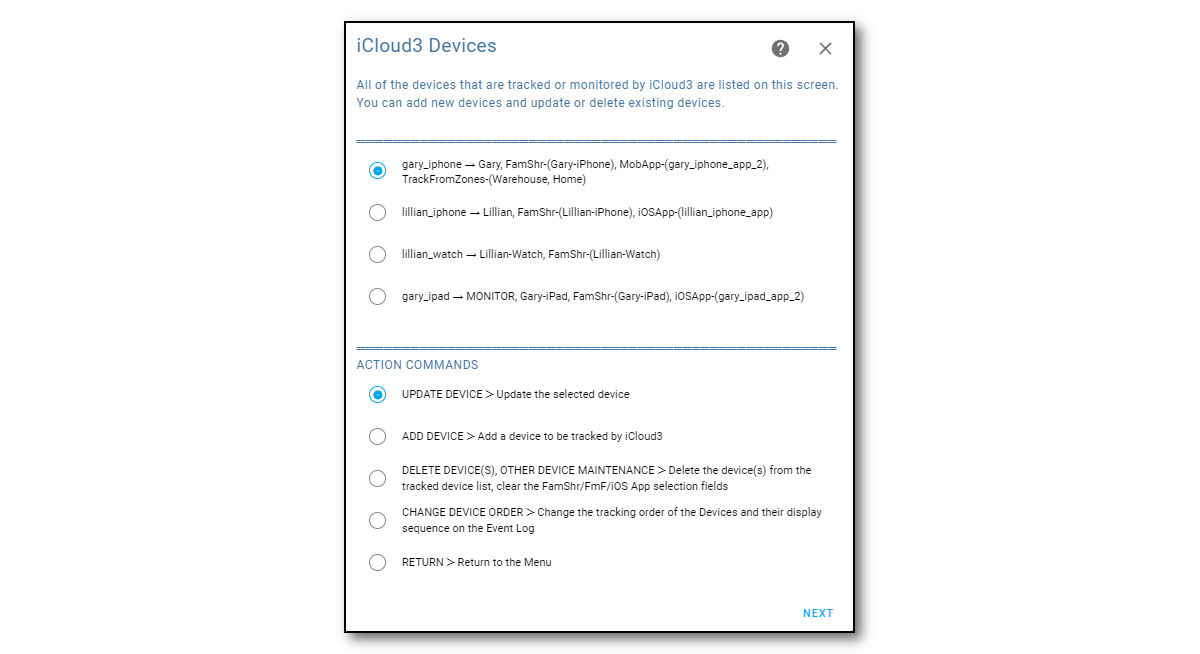 iCloud3 Devices
All of the devices that are tracked or monitored by iCloud3 are listed on this screen.
You can add new devices and update or delete existing devices.
gary_iphone → Gary, FamShr-(Gary-iPhone), MobApp-(gary_iphone_app_2),
TrackFromZones-(Warehouse, Home)
lillian_iphone → Lillian, FamShr-(Lillian-iPhone), iOSApp-(lillian_iphone_app)
lillian_watch → Lillian-Watch, FamShr-(Lillian-Watch)
gary_ipad → MONITOR, Gary-iPad, FamShr-(Gary-iPad), iOSApp-(gary_ipad_app_2)
ACTION COMMANDS
UPDATE DEVICE > Update the selected device
ADD DEVICE > Add a device to be tracked by iCloud3
DELETE DEVICE(S), OTHER DEVICE MAINTENANCE > Delete the device(s) from the
tracked device list, clear the FamShr/FmF/iOS App selection fields
CHANGE DEVICE ORDER > Change the tracking order of the Devices and their display
sequence on the Event Log
RETURN > Return to the Menu
NEXT